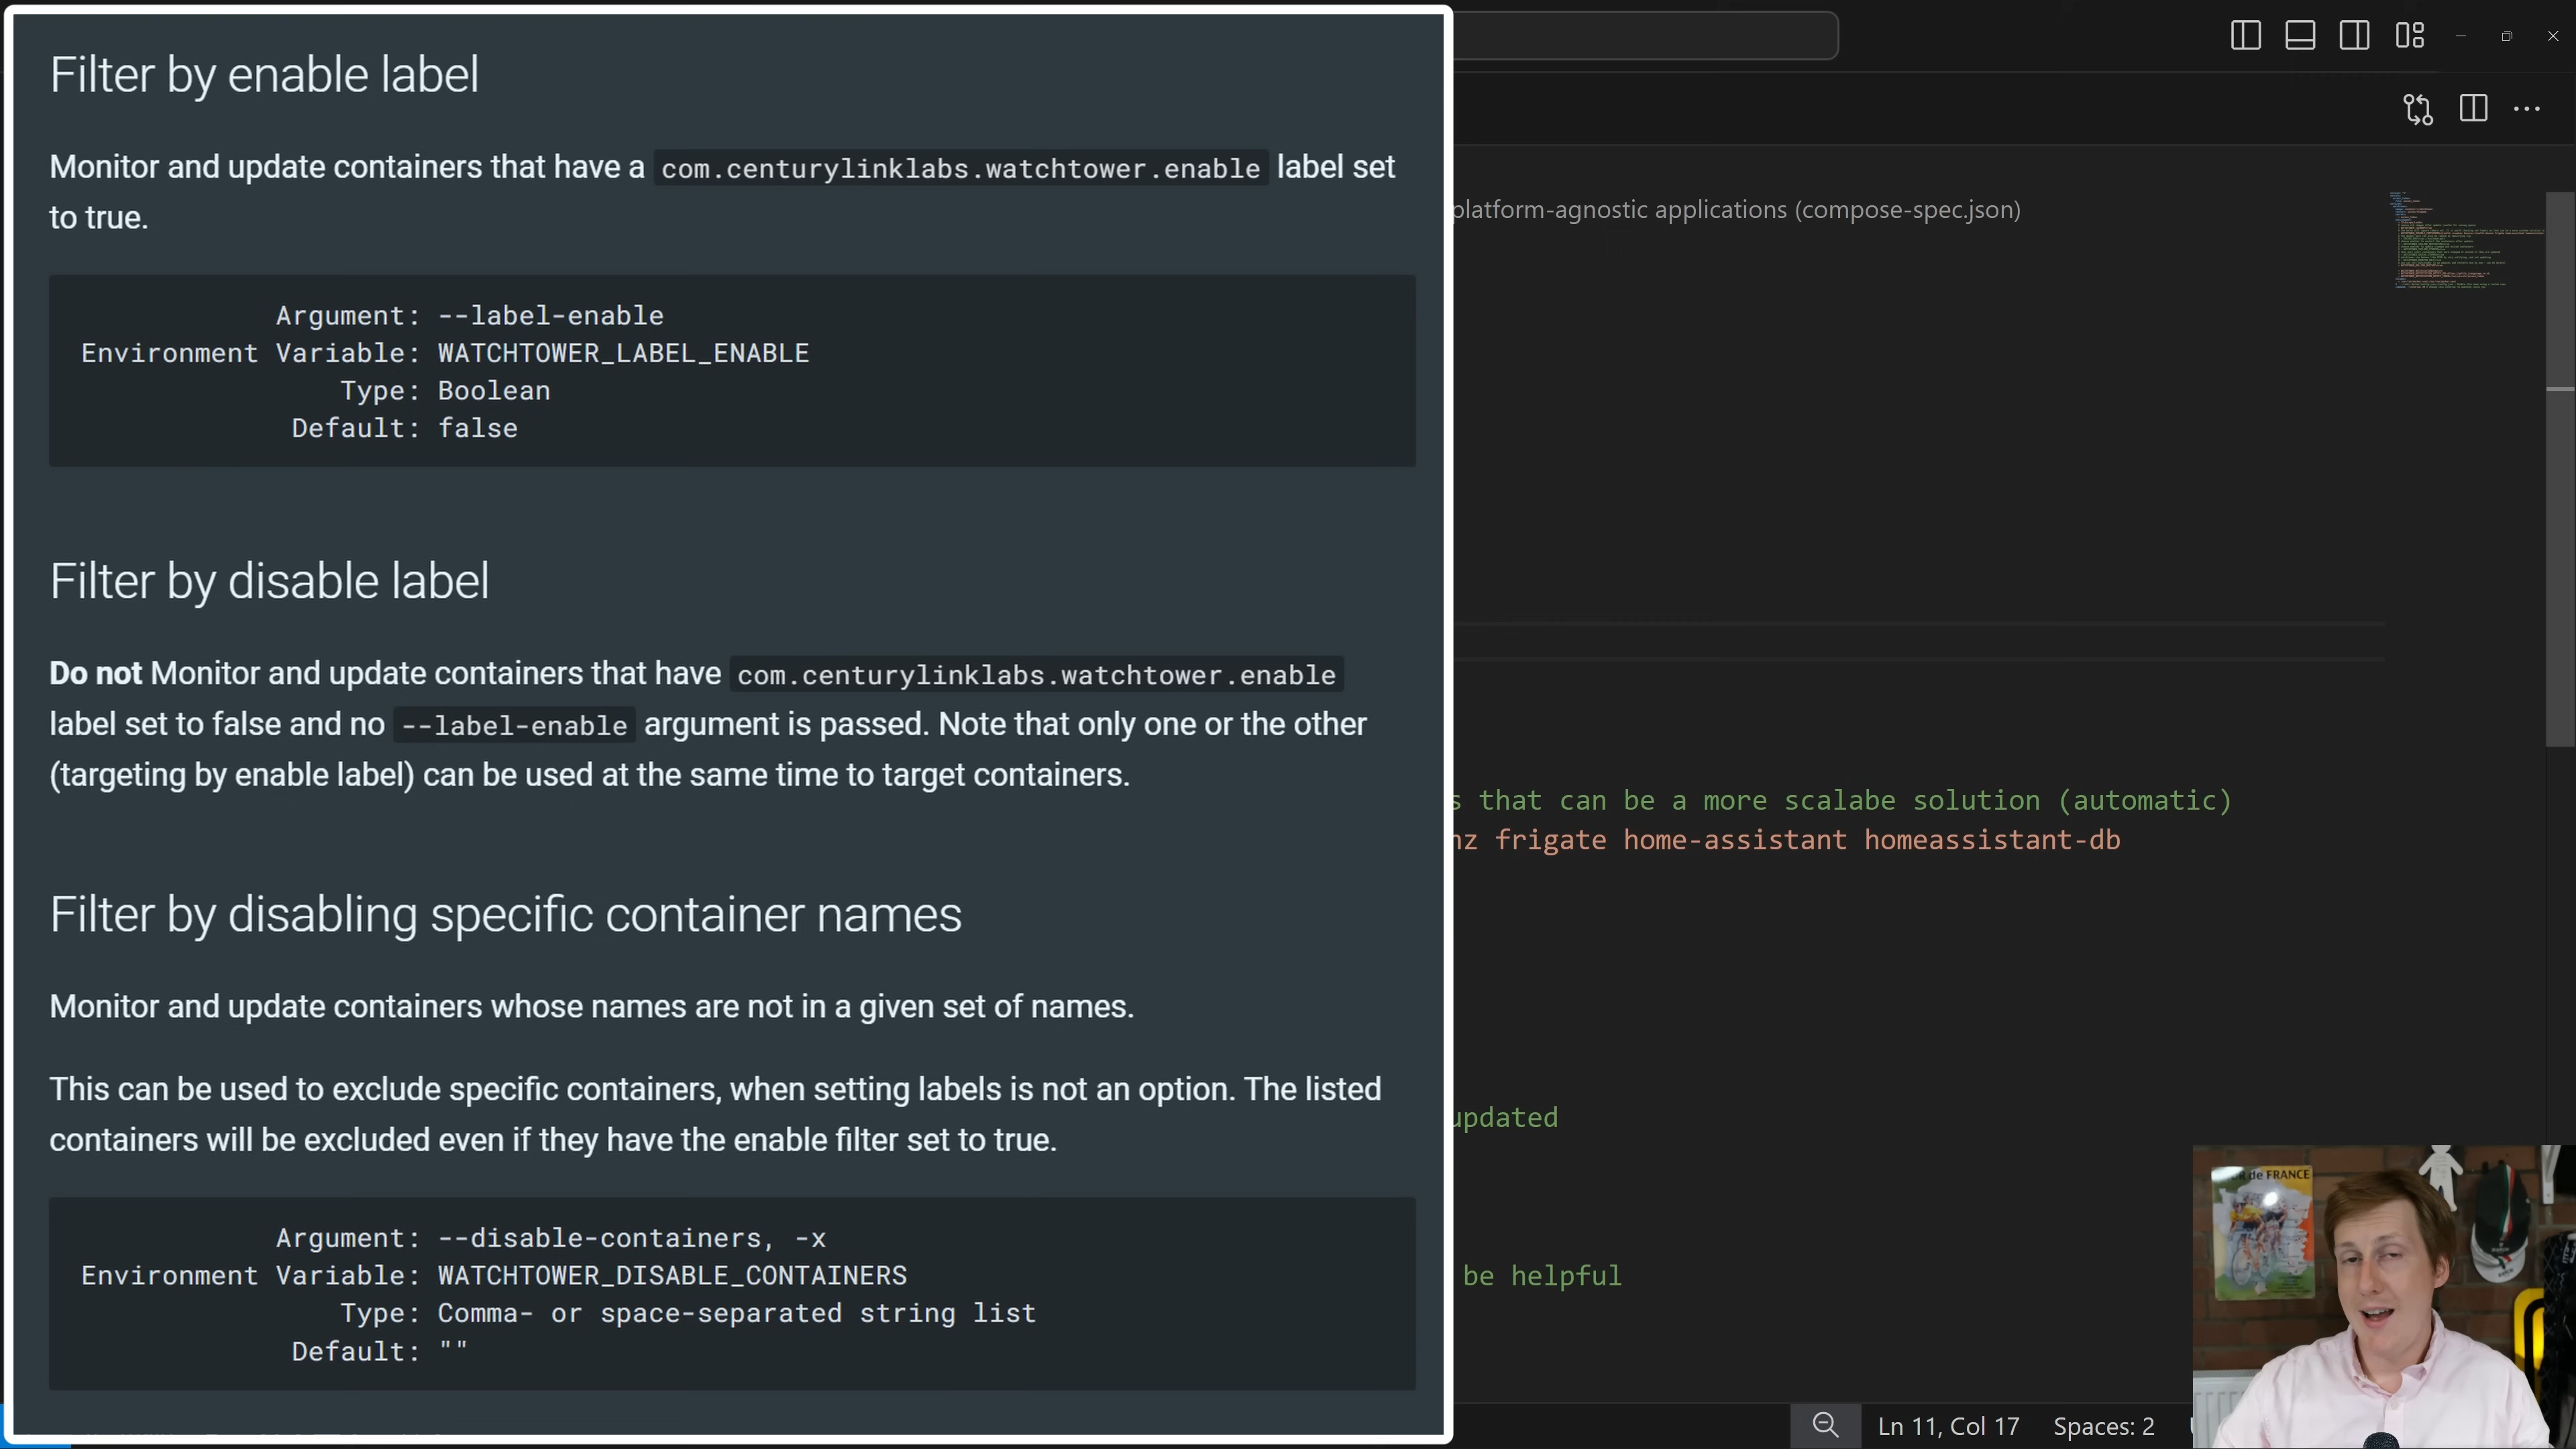 Filter by enable label
Monitor and update containers that have a com.centurylinklabs.watchtower.enable label set
to true.
Argument: --label-enable
Environment Variable: WATCHTOWER_LABEL_ENABLE
Type: Boolean
Default: false
Filter by disable label
Do not Monitor and update containers that have com.centurylinklabs.watchtower.enable
label set to false and no --label-enable argument is passed. Note that only one or the other
(targeting by enable label) can be used at the same time to target containers.
Filter by disabling specific container names
Monitor and update containers whose names are not in a given set of names.
This can be used to exclude specific containers, when setting labels is not an option. The listed
containers will be excluded even if they have the enable filter set to true.
Argument: --disable-containers, -x
Environment Variable: WATCHTOWER_DISABLE_CONTAINERS
Type: Comma- or space-separated string list
Default: ""
platform-agnostic applications (compose-spec.json)
that can be a more scalabe solution (automatic)
frigate home-assistant homeassistant-db
updated
be helpful
de FRANCE
Ln 11, Col 17 Spaces: 2